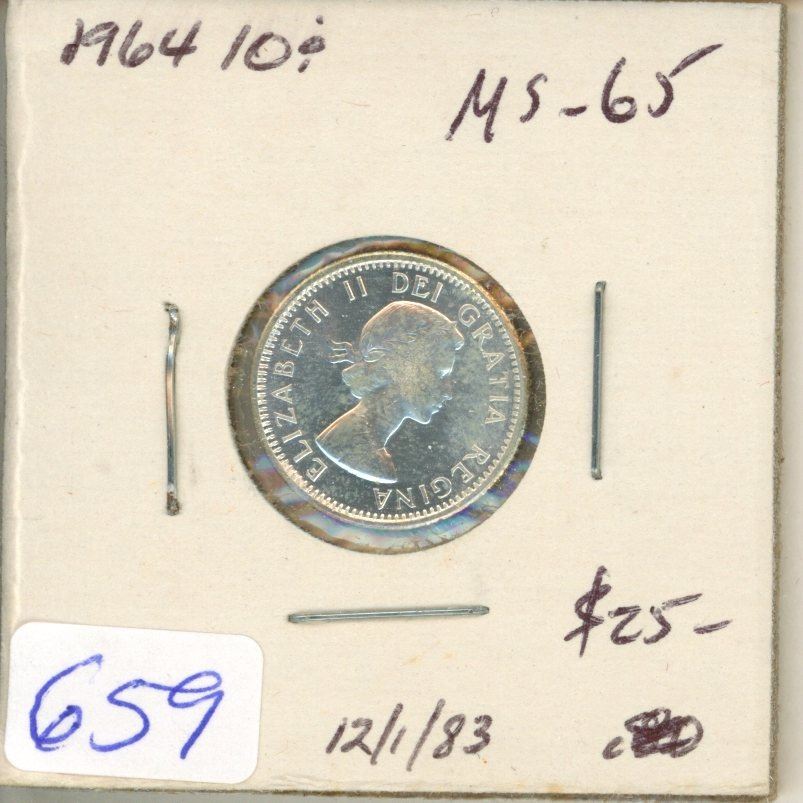 1964 10¢
MS-65
ELIZABETH II DEI GRATIA REGINA
$25-
659
12/1/83